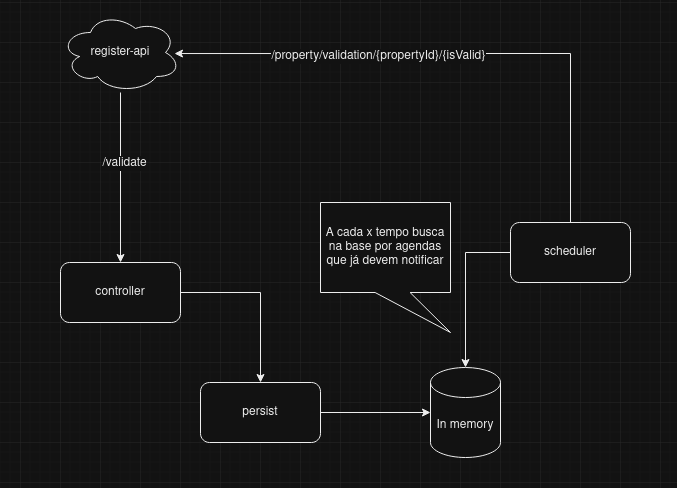 register-api
/property/validation/{propertyId}/{isValid}
/validate
A cada x tempo busca
na base por agendas
que já devem notificar
scheduler
controller
persist
In memory